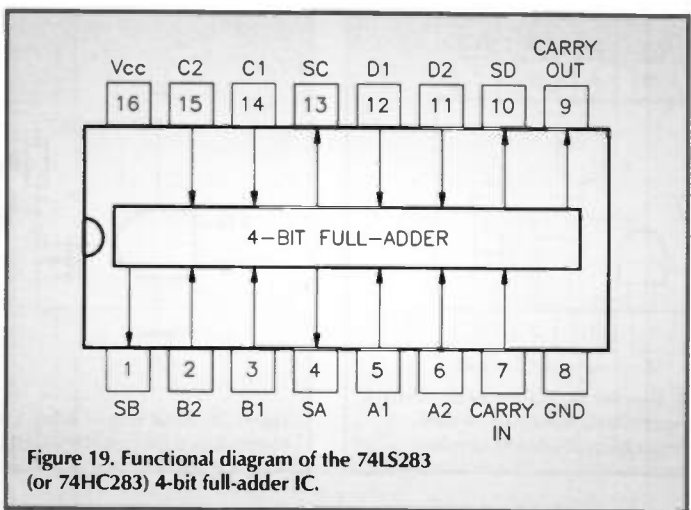 CARRY
Vcc C2 C1 SC D1 D2 SD OUT
16 15 14 13 12 11 10 9
4-BIT FULL-ADDER
1 2 3 4 5 6 7 8
SB B2 B1 SA A1 A2 CARRY GND
IN
Figure 19. Functional diagram of the 74LS283
(or 74HC283) 4-bit full-adder IC.